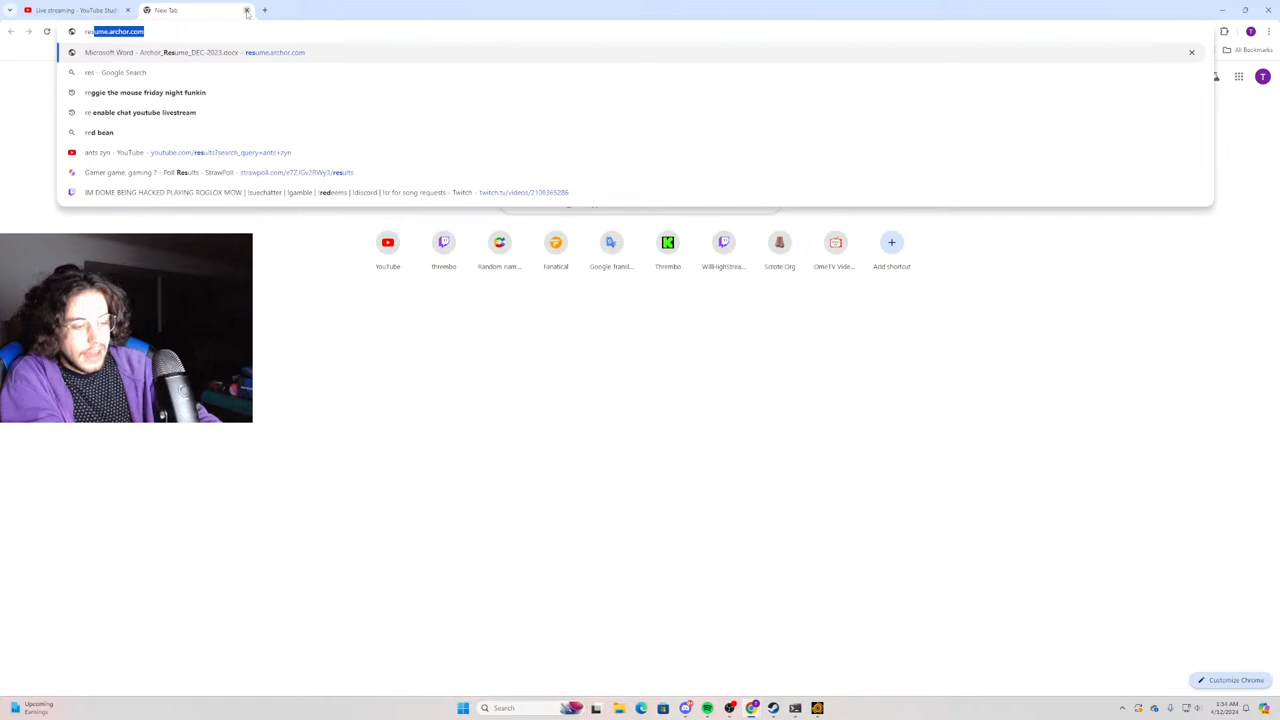 Live streaming - YouTube Stud
New Tab
resume.archor.com
Microsoft Word - Archor_Resume_DEC-2023.docx - resume.archor.com
res - Google Search
reggie the mouse friday night funkin
re enable chat youtube livestream
red bean
ants zyn - YouTube - youtube.com/results?search_query=ants+zyn
Gamer game, gaming ? - Poll Results - StrawPoll - strawpoll.com/e7ZJGv2RWy3/results
IM DOME BEING HACKED PLAYING ROGLOX MOW | !suechatter | !gamble | !redeems | !discord | !sr for song requests - Twitch - twitch.tv/videos/2108365286
All Bookmarks
T
YouTube
thrembo
Random nam...
Fanatical
Google Transl...
Thrembo
WillHighStrea...
Scrote Org
OmeTV Vide...
Add shortcut
Customize Chrome
Upcoming
Earnings
Search
1:54 AM
4/12/2024